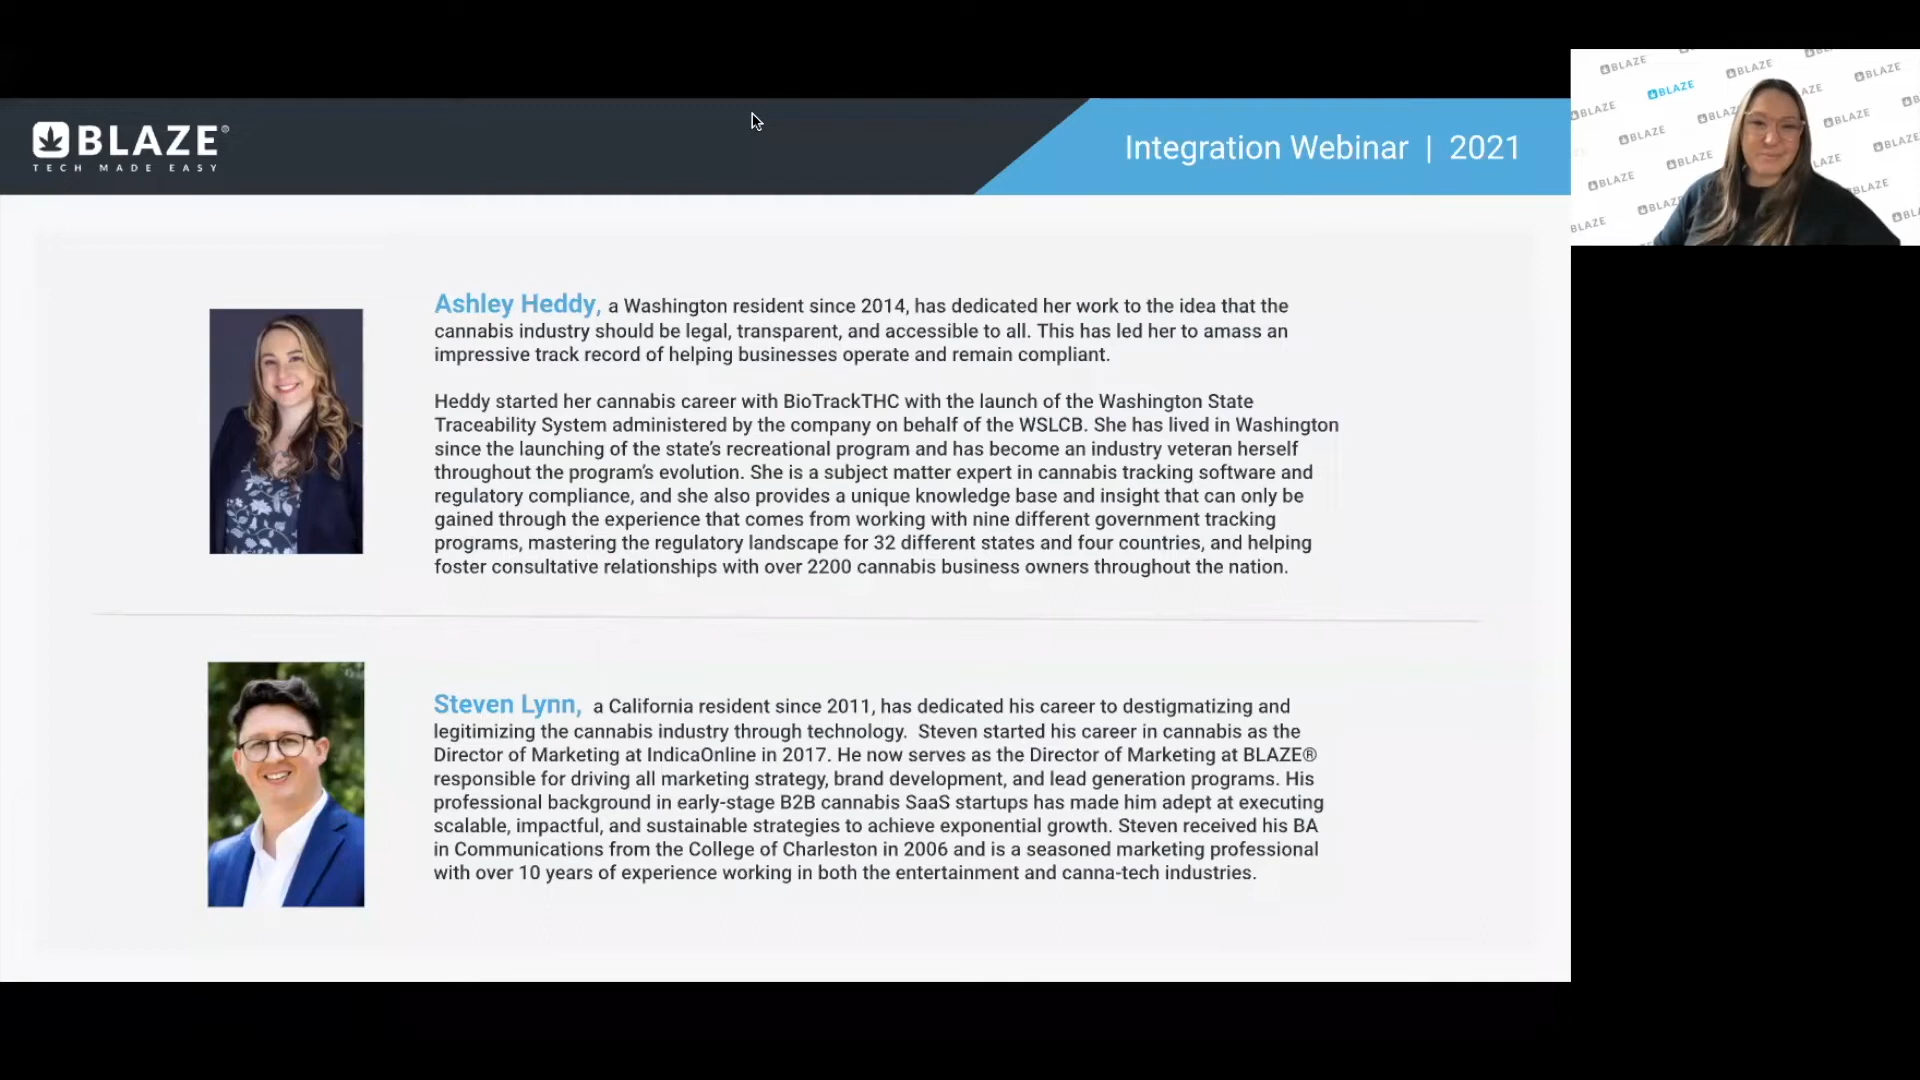 BLAZE®
TECH MADE EASY
Integration Webinar | 2021
BLAZE
BLAZE
BLAZE
BLAZE
BLAZE
BLAZE
BLAZE
BLAZE
BLAZE
BLAZE
BLAZE
BLAZE
Ashley Heddy, a Washington resident since 2014, has dedicated her work to the idea that the
cannabis industry should be legal, transparent, and accessible to all. This has led her to amass an
impressive track record of helping businesses operate and remain compliant.
Heddy started her cannabis career with BioTrackTHC with the launch of the Washington State
Traceability System administered by the company on behalf of the WSLCB. She has lived in Washington
since the launching of the state's recreational program and has become an industry veteran herself
throughout the program's evolution. She is a subject matter expert in cannabis tracking software and
regulatory compliance, and she also provides a unique knowledge base and insight that can only be
gained through the experience that comes from working with nine different government tracking
programs, mastering the regulatory landscape for 32 different states and four countries, and helping
foster consultative relationships with over 2200 cannabis business owners throughout the nation.
Steven Lynn, a California resident since 2011, has dedicated his career to destigmatizing and
legitimizing the cannabis industry through technology. Steven started his career in cannabis as the
Director of Marketing at IndicaOnline in 2017. He now serves as the Director of Marketing at BLAZE®
responsible for driving all marketing strategy, brand development, and lead generation programs. His
professional background in early-stage B2B cannabis SaaS startups has made him adept at executing
scalable, impactful, and sustainable strategies to achieve exponential growth. Steven received his BA
in Communications from the College of Charleston in 2006 and is a seasoned marketing professional
with over 10 years of experience working in both the entertainment and canna-tech industries.